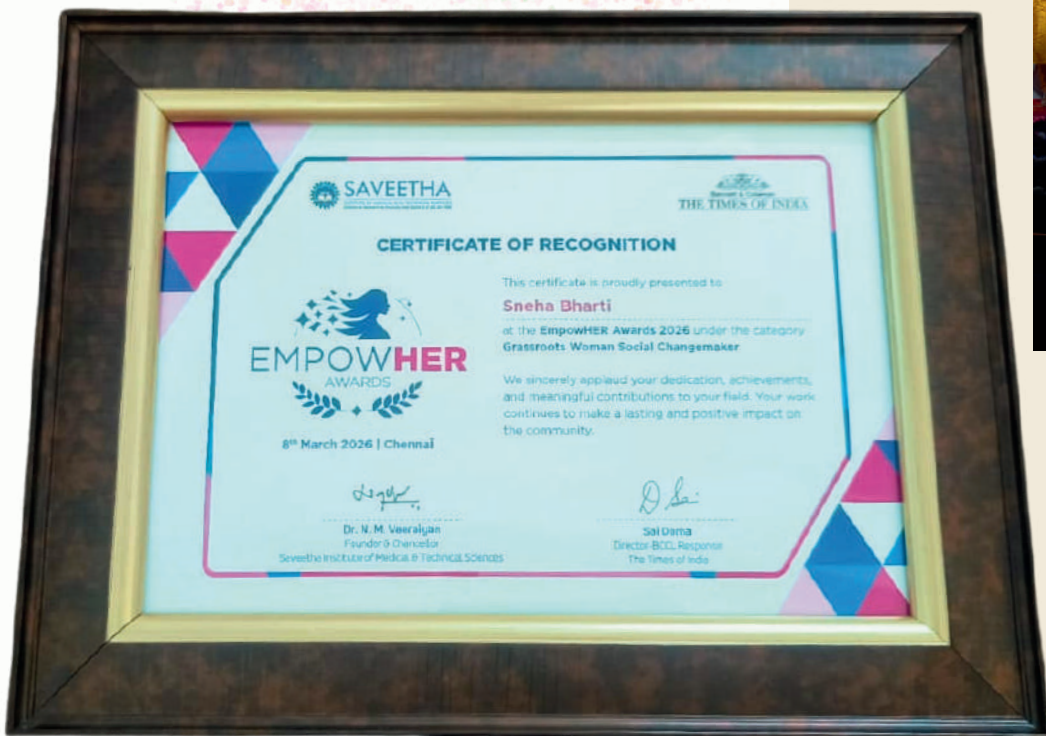 SAVEETHA
THE TIMES OF INDIA
CERTIFICATE OF RECOGNITION
This certificate is proudly presented to
Sneha Bharti
at the EmpowHER Awards 2026 under the category
Grassroots Woman Social Changemaker
We sincerely applaud your dedication, achievements,
and meaningful contributions to your field. Your work
continues to make a lasting and positive impact on
the community.
EMPOWHER
AWARDS
8th March 2026 | Chennai
Dr. N. M. Veeraiyan
Founder & Chancellor
Saveetha Institute of Medical & Technical Sciences
D Sai
Sai Dama
Director-BCCL Response
The Times of India